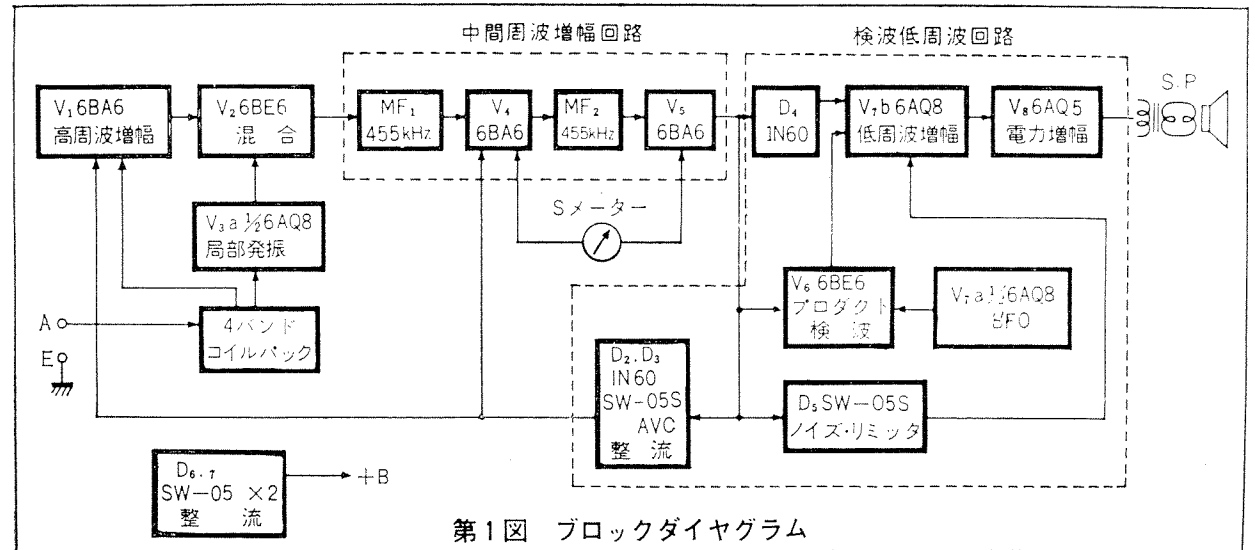 中間周波増幅回路
検波低周波回路
V₁ 6BA6
高周波増幅
V₂ 6BE6
混 合
MF₁
455kHz
V₄
6BA6
MF₂
455kHz
V₅
6BA6
D₄
1N60
V₇b 6AQ8
低周波増幅
V₈ 6AQ5
電力増幅
S.P
V₃a ½6AQ8
局部発振
Sメーター
A
E
4バンド
コイルパック
V₆ 6BE6
プロダクト
検 波
V₇a ½6AQ8
BFO
D₂.D₃
1N60
SW-05S
AVC
整 流
D₅ SW-05S
ノイズ・リミッタ
D₆.₇
SW-05 ×2
整 流
+B
第1図 ブロックダイヤグラム